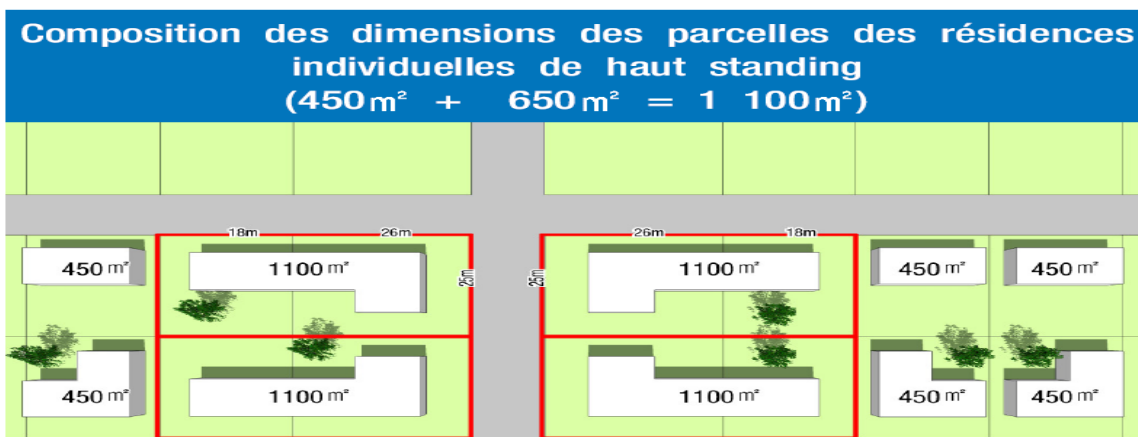 Composition des dimensions des parcelles des résidences
individuelles de haut standing
(450m² + 650m² = 1 100m²)
18m 26m 26m 18m
450 m² 1100 m² 25m 25m 1100 m² 450 m² 450 m²
450 m² 1100 m² 1100 m² 450 m² 450 m²